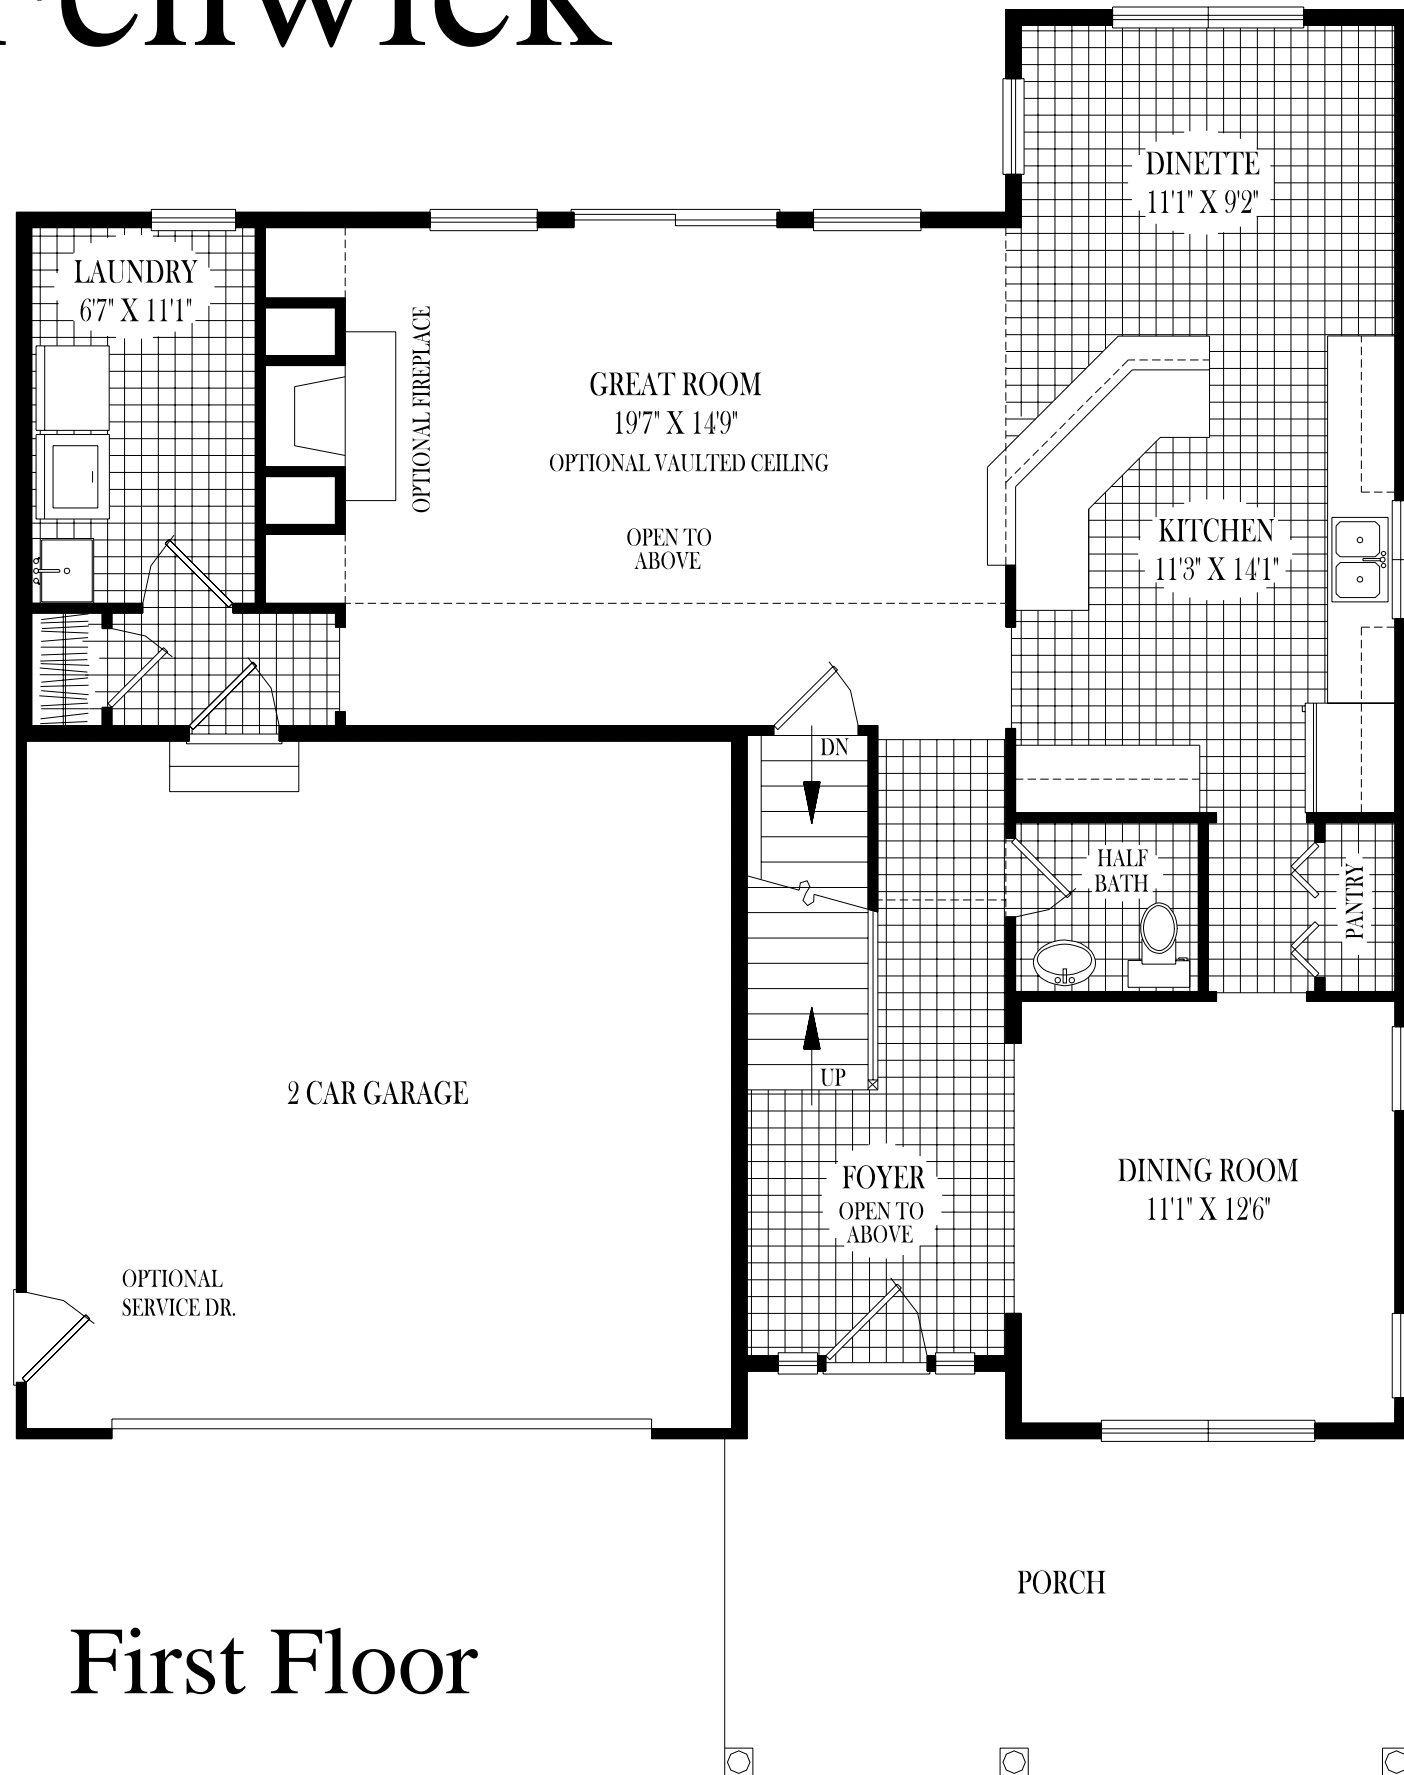 Fenwick
DINETTE
11'1" X 9'2"
LAUNDRY
6'7" X 11'1"
OPTIONAL FIREPLACE
GREAT ROOM
19'7" X 14'9"
OPTIONAL VAULTED CEILING
OPEN TO
ABOVE
KITCHEN
11'3" X 14'1"
DN
HALF
BATH
PANTRY
UP
2 CAR GARAGE
FOYER
OPEN TO
ABOVE
DINING ROOM
11'1" X 12'6"
OPTIONAL
SERVICE DR.
PORCH
First Floor